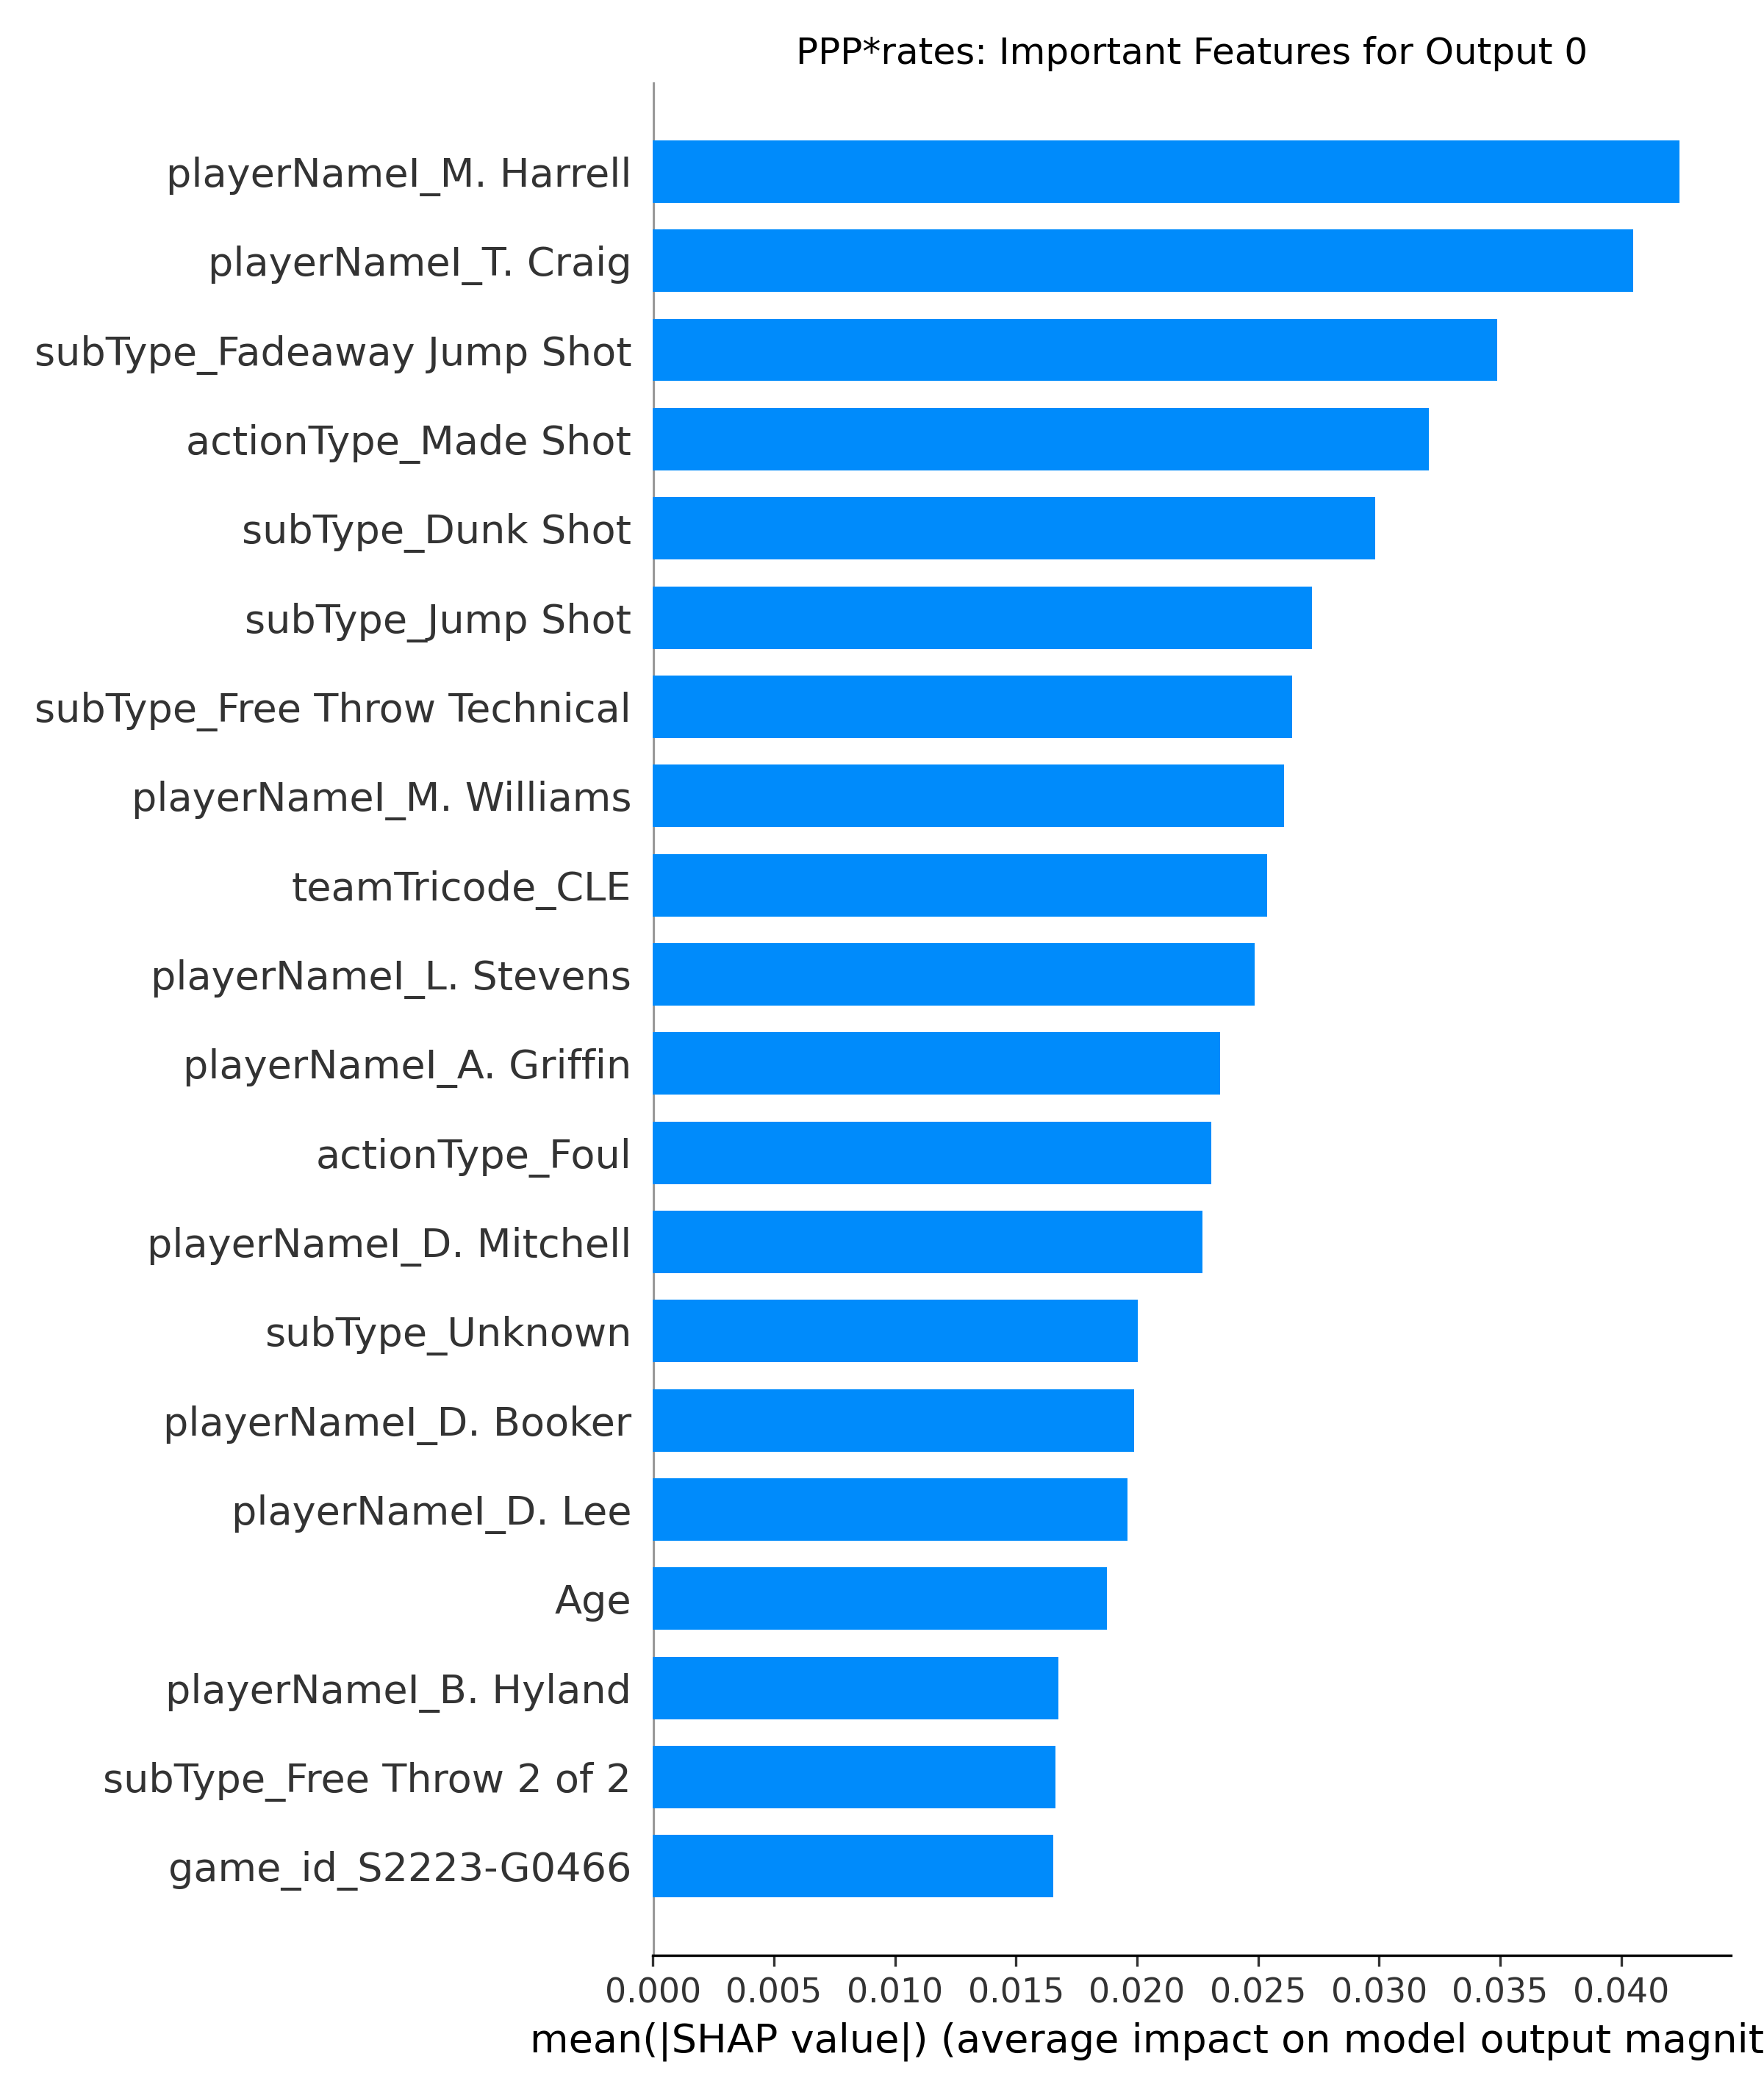 PPP*rates: Important Features for Output 0
playerNameI_M. Harrell
playerNameI_T. Craig
subType_Fadeaway Jump Shot
actionType_Made Shot
subType_Dunk Shot
subType_Jump Shot
subType_Free Throw Technical
playerNameI_M. Williams
teamTricode_CLE
playerNameI_L. Stevens
playerNameI_A. Griffin
actionType_Foul
playerNameI_D. Mitchell
subType_Unknown
playerNameI_D. Booker
playerNameI_D. Lee
Age
playerNameI_B. Hyland
subType_Free Throw 2 of 2
game_id_S2223-G0466
0.000 0.005 0.010 0.015 0.020 0.025 0.030 0.035 0.040
mean(|SHAP value|) (average impact on model output magnit